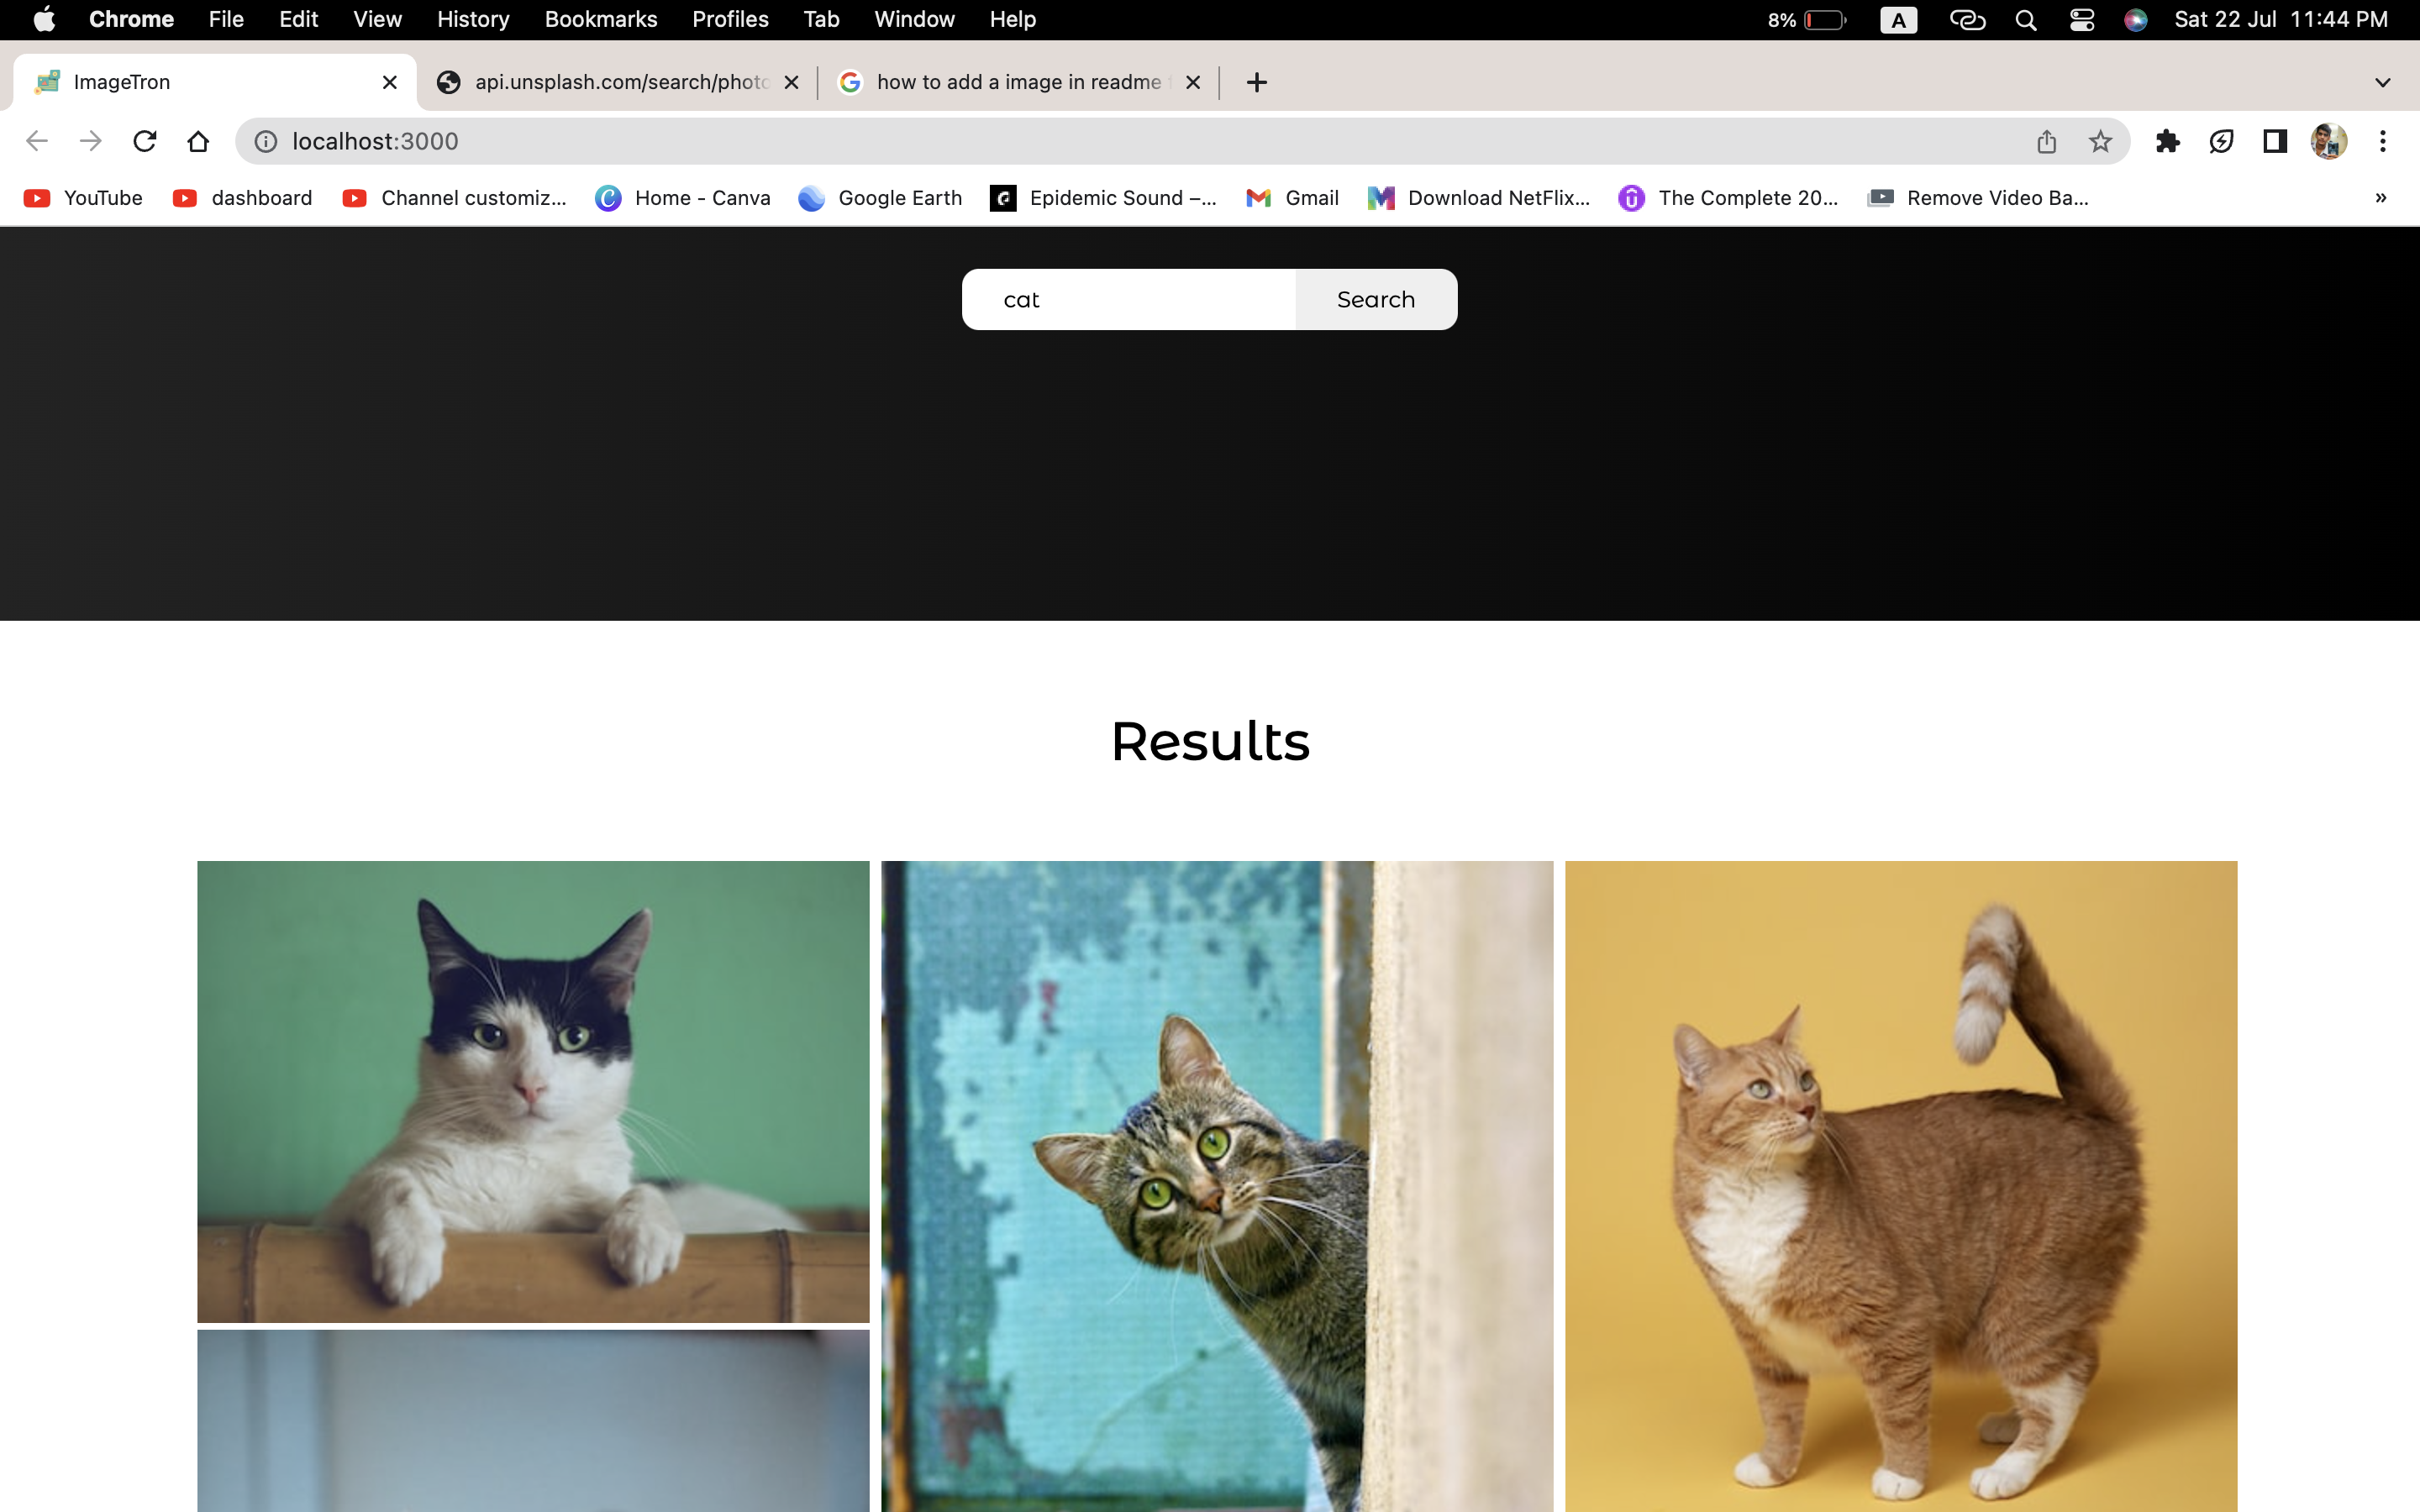 Chrome File Edit View History Bookmarks Profiles Tab Window Help 8% A Sat 22 Jul 11:44 PM
ImageTron api.unsplash.com/search/photo how to add a image in readme
localhost:3000
YouTube dashboard Channel customiz... Home - Canva Google Earth Epidemic Sound –... Gmail Download NetFlix... The Complete 20... Remove Video Ba... »
cat Search
Results